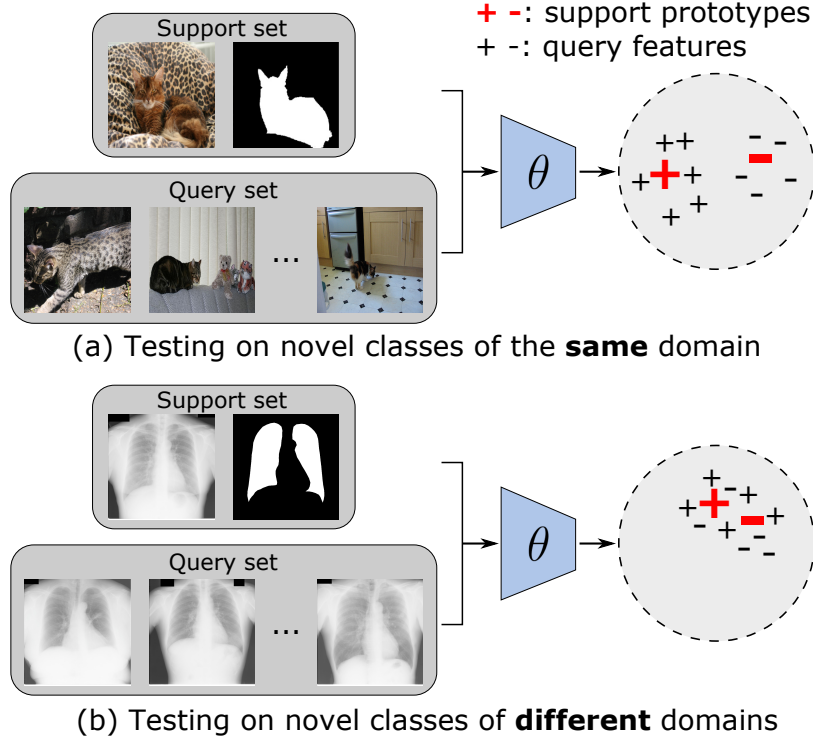 + -: support prototypes
+ -: query features
Support set
Query set
...
θ
(a) Testing on novel classes of the same domain
Support set
Query set
...
θ
(b) Testing on novel classes of different domains